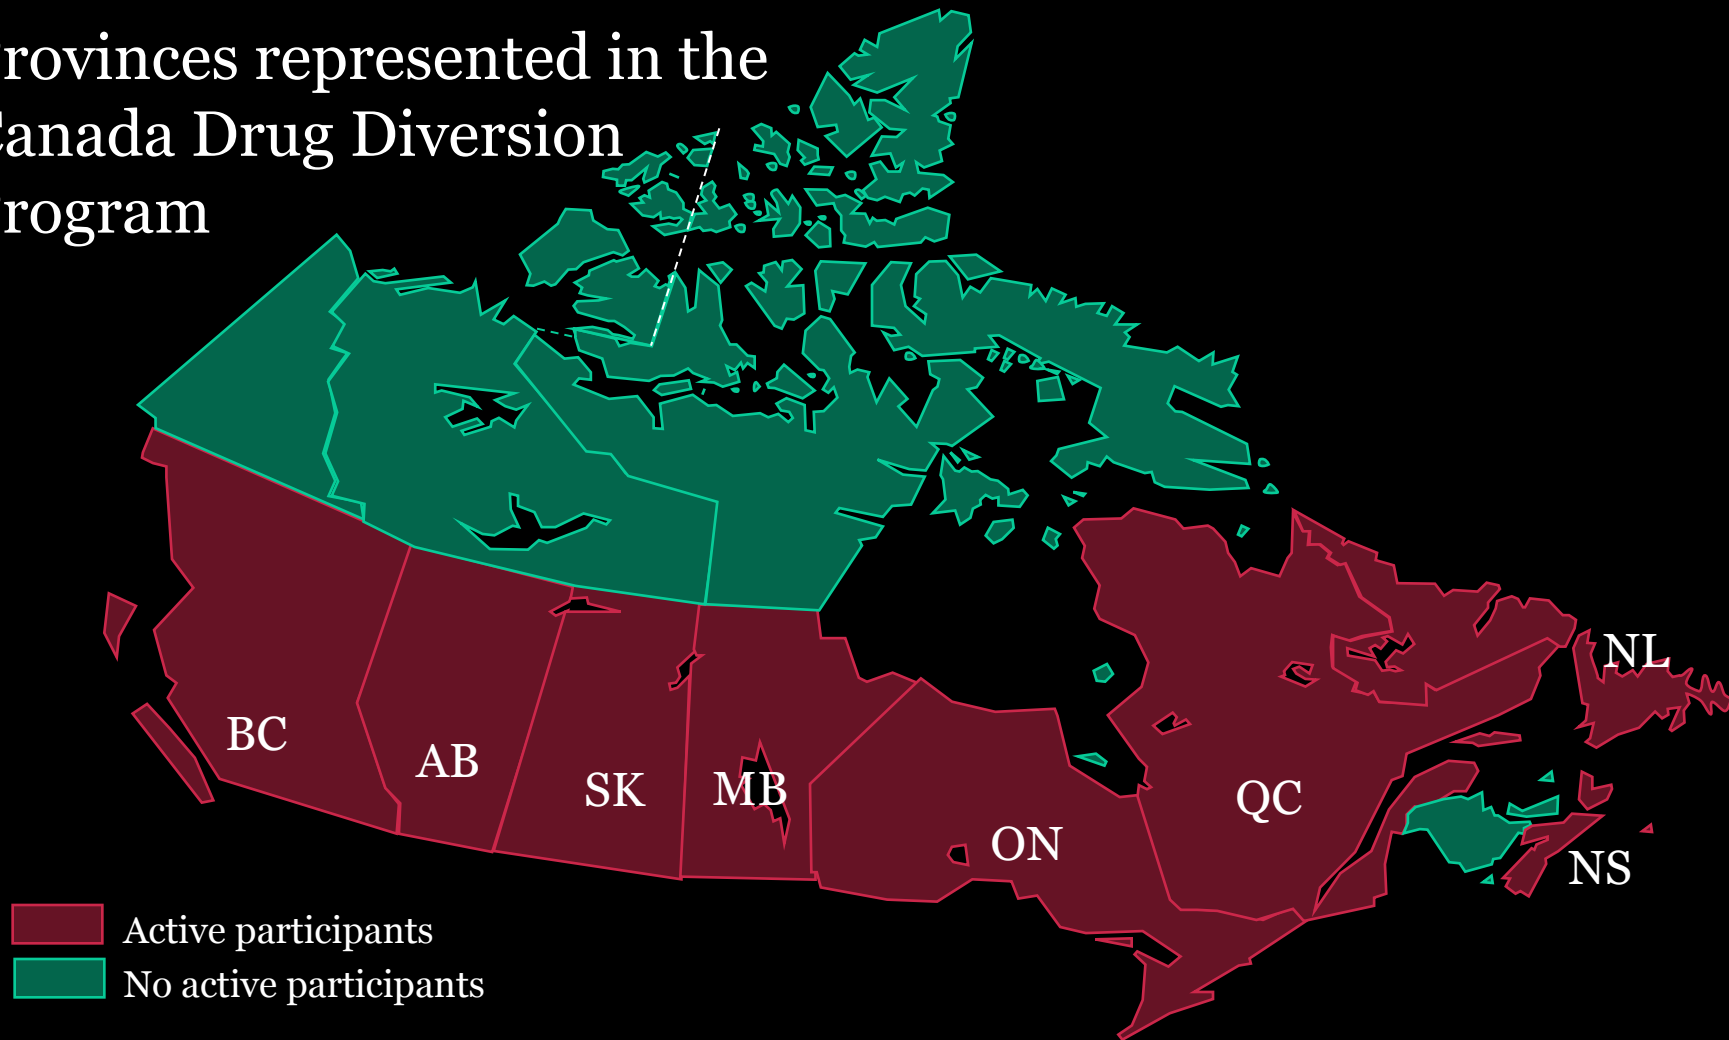 rovinces represented in the
anada Drug Diversion
rogram
NL
BC
AB
SK
MB
QC
ON
NS
Active participants
No active participants